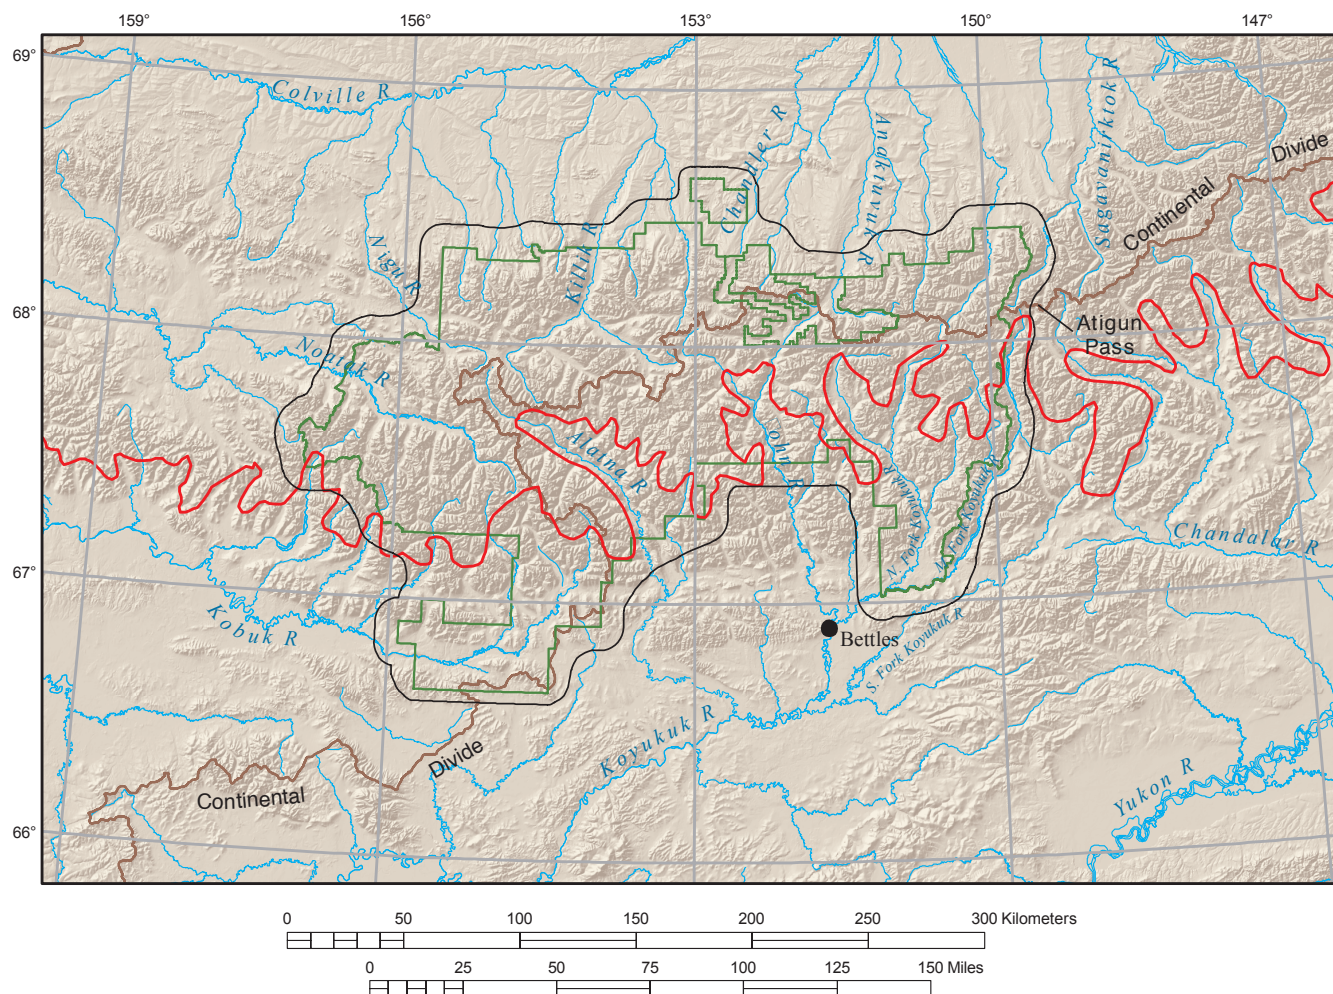 159° 156° 153° 150° 147°
69°
68°
67°
66°
Colville R
Chandler R
Anaktuvuk R
Sagavanirktok R
Divide
Continental
Nigu R
Killik R
Noatak R
Atigun
Pass
Alatna R
John R
N. Fork Koyukuk R
M. Fork Koyukuk R
Chandalar R
Kobuk R
Bettles
S. Fork Koyukuk R
Koyukuk R
Yukon R
Divide
Continental
0 50 100 150 200 250 300 Kilometers
0 25 50 75 100 125 150 Miles